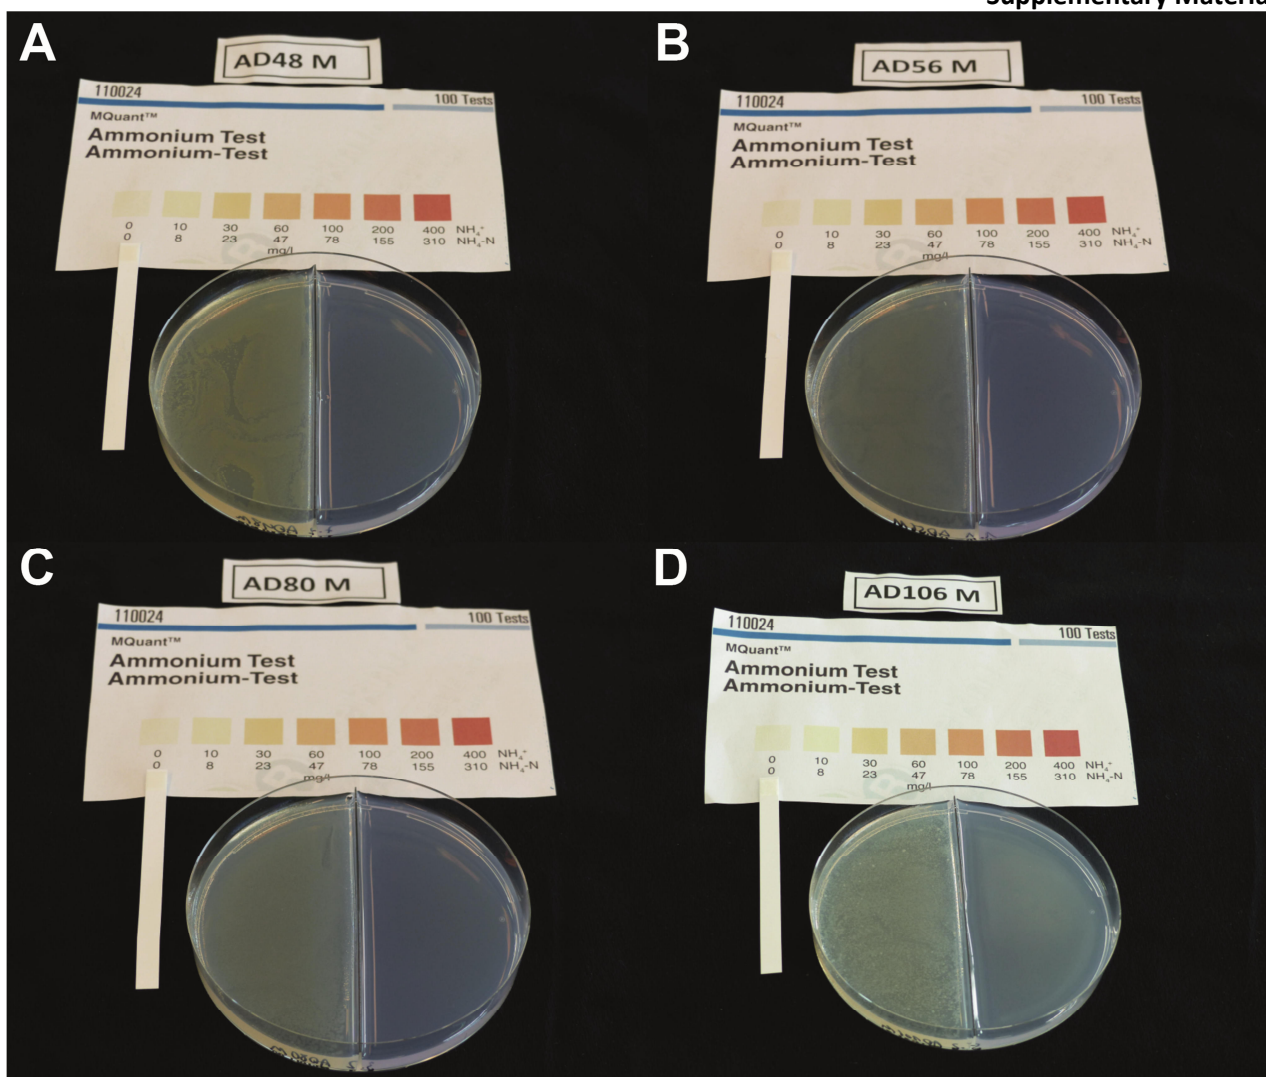 Supplementary Materia
A
AD48 M
110024
100 Tests
MQuant™
Ammonium Test
Ammonium-Test
0 10 30 60 100 200 400 NH₄⁺
0 8 23 47 78 155 310 NH₄-N
mg/l
B
AD56 M
110024
100 Tests
MQuant™
Ammonium Test
Ammonium-Test
0 10 30 60 100 200 400 NH₄⁺
0 8 23 47 78 155 310 NH₄-N
mg/l
C
AD80 M
110024
100 Tests
MQuant™
Ammonium Test
Ammonium-Test
0 10 30 60 100 200 400 NH₄⁺
0 8 23 47 78 155 310 NH₄-N
mg/l
D
AD106 M
110024
100 Tests
MQuant™
Ammonium Test
Ammonium-Test
0 10 30 60 100 200 400 NH₄⁺
0 8 23 47 78 155 310 NH₄-N
mg/l